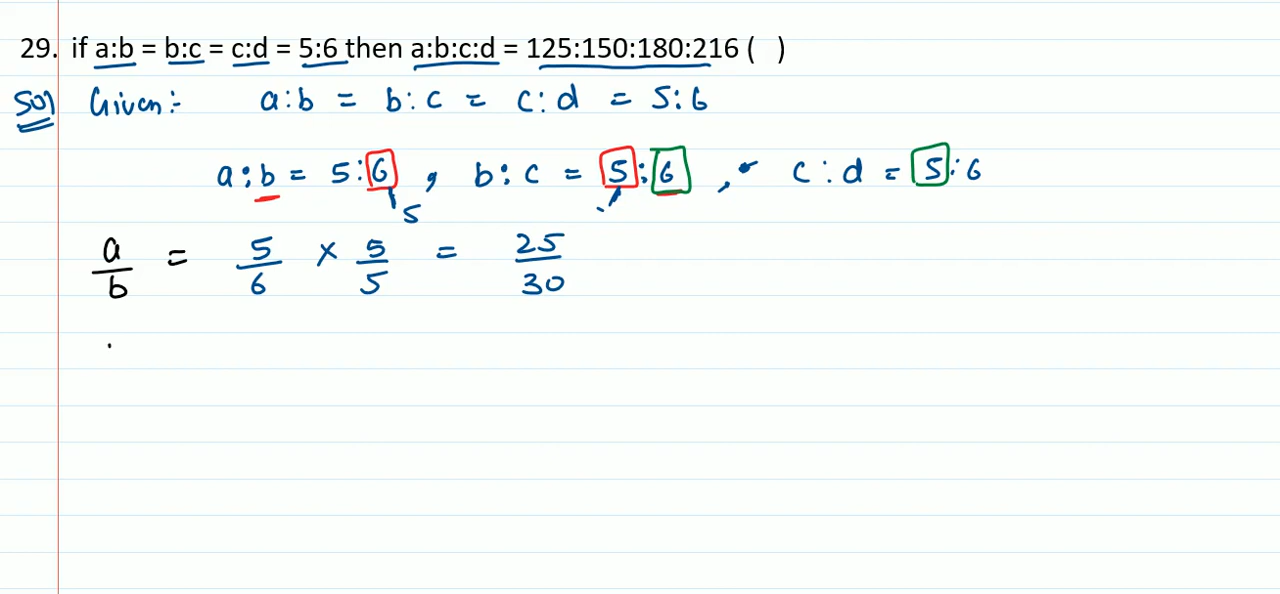 29. if a:b = b:c = c:d = 5:6 then a:b:c:d = 125:150:180:216 ( )
Sol Given:- a:b = b:c = c:d = 5:6
a:b = 5:6 , b:c = 5:6 , c:d = 5:6
5
a/b = 5/6 × 5/5 = 25/30